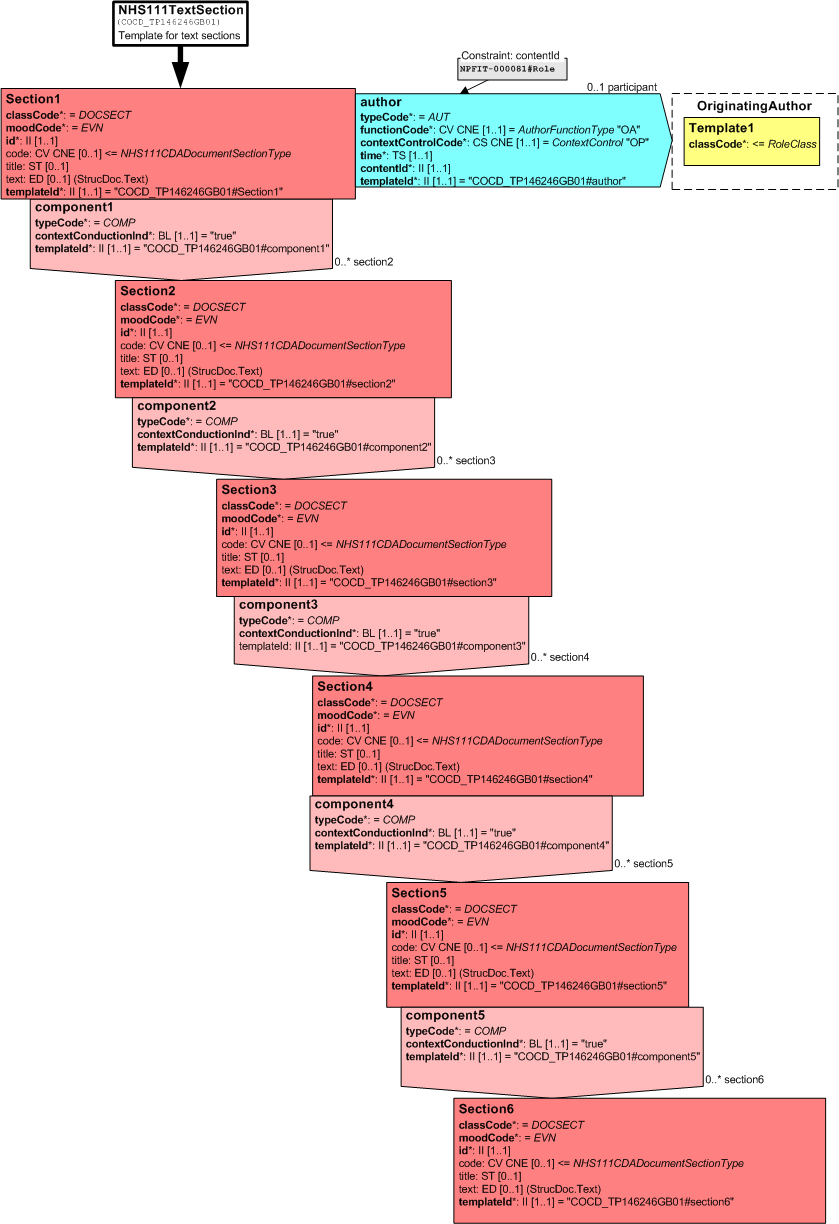 NHS111TextSection
(COCD_TP146246GB01)
Template for text sections
Constraint: contentId
NPFIT-000081#Role
0..1 participant
Section1
classCode*: = DOCSECT
moodCode*: = EVN
id*: II [1..1]
code: CV CNE [0..1] <= NHS111CDADocumentSectionType
title: ST [0..1]
text: ED [0..1] (StrucDoc.Text)
templateId*: II [1..1] = "COCD_TP146246GB01#Section1"
author
typeCode*: = AUT
functionCode*: CV CNE [1..1] = AuthorFunctionType "OA"
contextControlCode*: CS CNE [1..1] = ContextControl "OP"
time*: TS [1..1]
contentId*: II [1..1]
templateId*: II [1..1] = "COCD_TP146246GB01#author"
OriginatingAuthor
Template1
classCode*: <= RoleClass
component1
typeCode*: = COMP
contextConductionInd*: BL [1..1] = "true"
templateId*: II [1..1] = "COCD_TP146246GB01#component1"
0..* section2
Section2
classCode*: = DOCSECT
moodCode*: = EVN
id*: II [1..1]
code: CV CNE [0..1] <= NHS111CDADocumentSectionType
title: ST [0..1]
text: ED [0..1] (StrucDoc.Text)
templateId*: II [1..1] = "COCD_TP146246GB01#section2"
component2
typeCode*: = COMP
contextConductionInd*: BL [1..1] = "true"
templateId*: II [1..1] = "COCD_TP146246GB01#component2"
0..* section3
Section3
classCode*: = DOCSECT
moodCode*: = EVN
id*: II [1..1]
code: CV CNE [0..1] <= NHS111CDADocumentSectionType
title: ST [0..1]
text: ED [0..1] (StrucDoc.Text)
templateId*: II [1..1] = "COCD_TP146246GB01#section3"
component3
typeCode*: = COMP
contextConductionInd*: BL [1..1] = "true"
templateId: II [1..1] = "COCD_TP146246GB01#component3"
0..* section4
Section4
classCode*: = DOCSECT
moodCode*: = EVN
id*: II [1..1]
code: CV CNE [0..1] <= NHS111CDADocumentSectionType
title: ST [0..1]
text: ED [0..1] (StrucDoc.Text)
templateId*: II [1..1] = "COCD_TP146246GB01#section4"
component4
typeCode*: = COMP
contextConductionInd*: BL [1..1] = "true"
templateId*: II [1..1] = "COCD_TP146246GB01#component4"
0..* section5
Section5
classCode*: = DOCSECT
moodCode*: = EVN
id*: II [1..1]
code: CV CNE [0..1] <= NHS111CDADocumentSectionType
title: ST [0..1]
text: ED [0..1] (StrucDoc.Text)
templateId*: II [1..1] = "COCD_TP146246GB01#section5"
component5
typeCode*: = COMP
contextConductionInd*: BL [1..1] = "true"
templateId*: II [1..1] = "COCD_TP146246GB01#component5"
0..* section6
Section6
classCode*: = DOCSECT
moodCode*: = EVN
id*: II [1..1]
code: CV CNE [0..1] <= NHS111CDADocumentSectionType
title: ST [0..1]
text: ED [0..1] (StrucDoc.Text)
templateId*: II [1..1] = "COCD_TP146246GB01#section6"